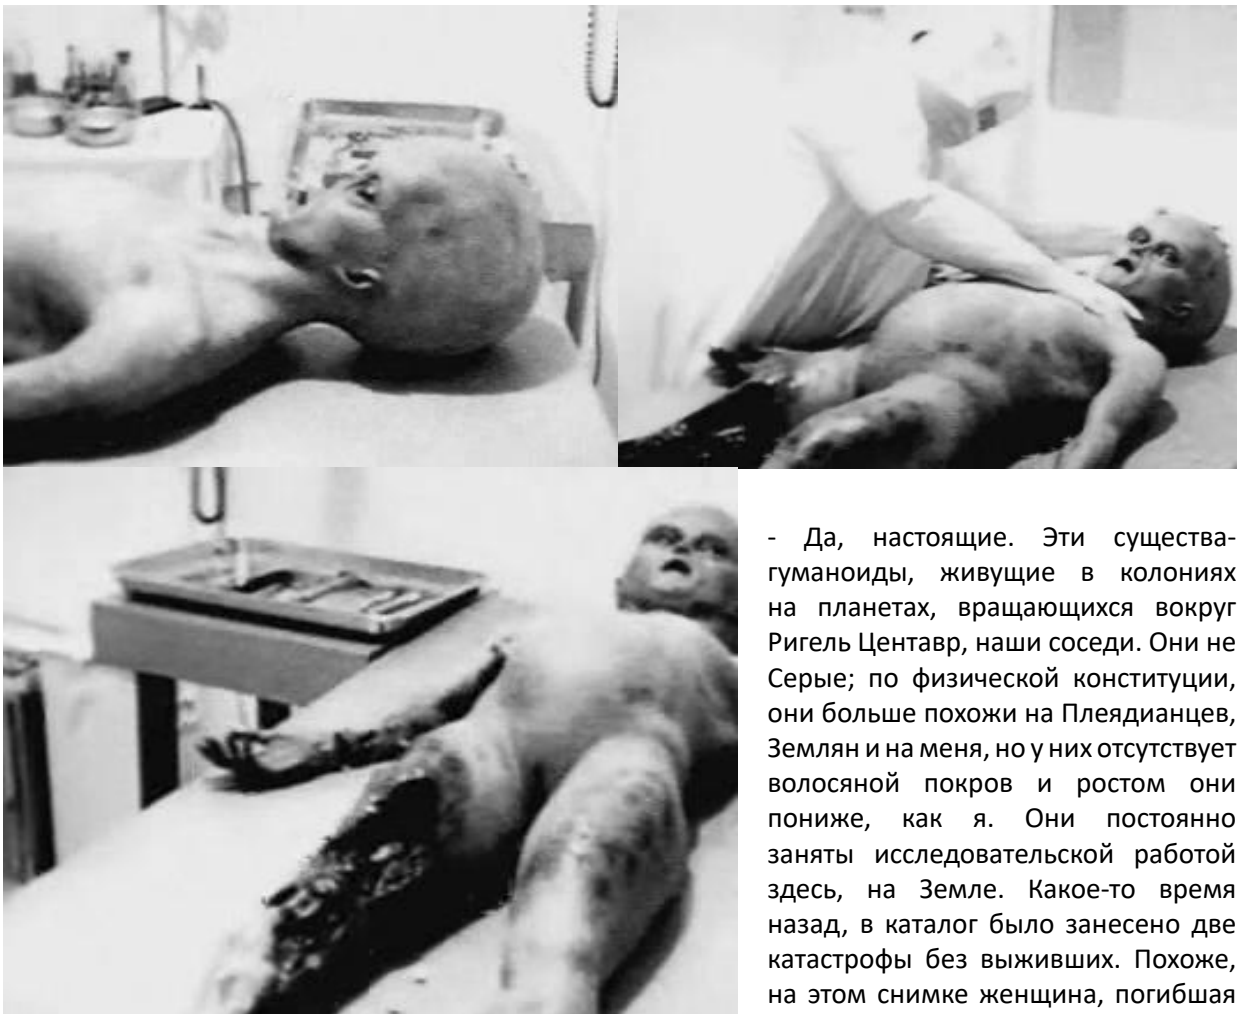 - Да, настоящие. Эти существа-
гуманоиды, живущие в колониях
на планетах, вращающихся вокруг
Ригель Центавр, наши соседи. Они не
Серые; по физической конституции,
они больше похожи на Плеядианцев,
Землян и на меня, но у них отсутствует
волосяной покров и ростом они
пониже, как я. Они постоянно
заняты исследовательской работой
здесь, на Земле. Какое-то время
назад, в каталог было занесено две
катастрофы без выживших. Похоже,
на этом снимке женщина, погибшая